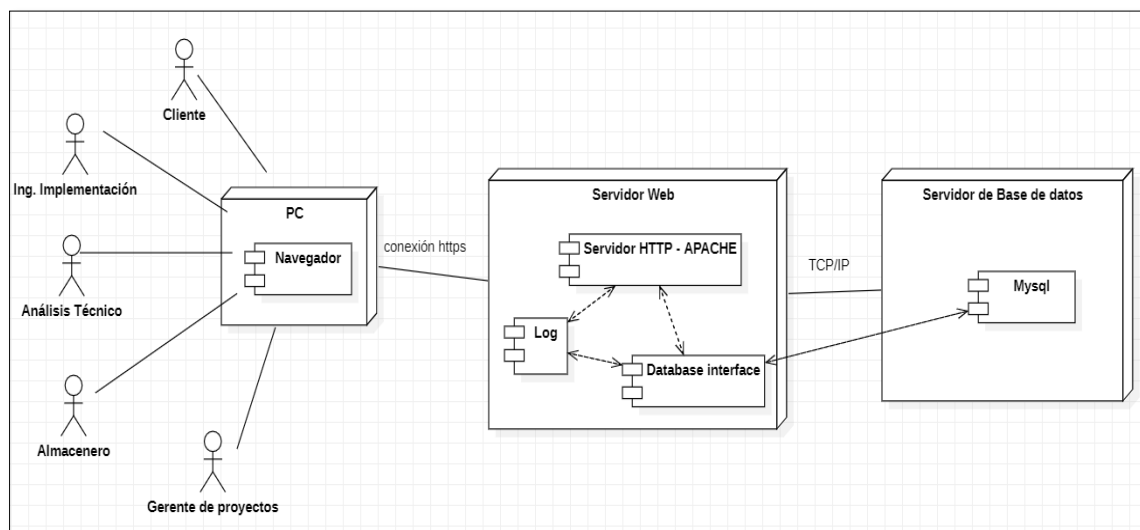 Cliente
Ing. Implementación
Análisis Técnico
Almacenero
Gerente de proyectos
PC
Navegador
conexión https
Servidor Web
Servidor HTTP - APACHE
Log
Database interface
TCP/IP
Servidor de Base de datos
Mysql